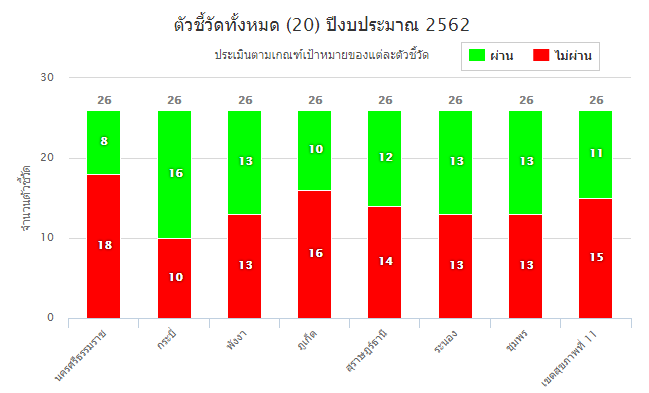 ตัวชี้วัดทั้งหมด (20) ปีงบประมาณ 2562
ประเมินตามเกณฑ์เป้าหมายของแต่ละตัวชี้วัด
ผ่าน
ไม่ผ่าน
จำนวนตัวชี้วัด
30
20
10
0
26 26 26 26 26 26 26 26
8 16 13 10 12 13 13 11
18 10 13 16 14 13 13 15
นครศรีธรรมราช
กระบี่
พังงา
ภูเก็ต
สุราษฎร์ธานี
ระนอง
ชุมพร
เขตสุขภาพที่ 11